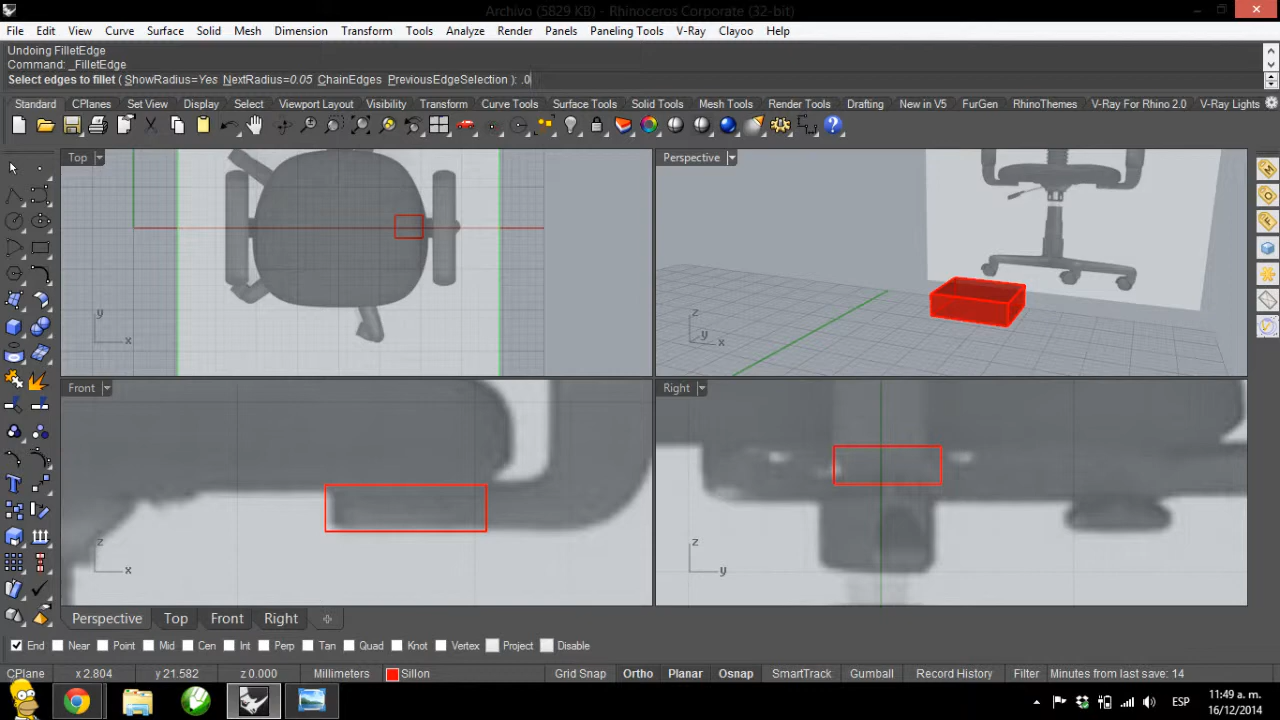 Archivo (5829 KB) - Rhinoceros Corporate (32-bit)
File Edit View Curve Surface Solid Mesh Dimension Transform Tools Analyze Render Panels Paneling Tools V-Ray Clayoo Help
Undoing FilletEdge
Command: _FilletEdge
Select edges to fillet ( ShowRadius=Yes NextRadius=0.05 ChainEdges PreviousEdgeSelection ): .0
Standard CPlanes Set View Display Select Viewport Layout Visibility Transform Curve Tools Surface Tools Solid Tools Mesh Tools Render Tools Drafting New in V5 FurGen RhinoThemes V-Ray For Rhino 2.0 V-Ray Lights
Top
Perspective
y
x
z
y
x
Front
Right
z
x
z
y
Perspective Top Front Right
End Near Point Mid Cen Int Perp Tan Quad Knot Vertex Project Disable
CPlane x 2.804 y 21.582 z 0.000 Millimeters Sillon Grid Snap Ortho Planar Osnap SmartTrack Gumball Record History Filter Minutes from last save: 14
ESP
11:49 a. m.
16/12/2014